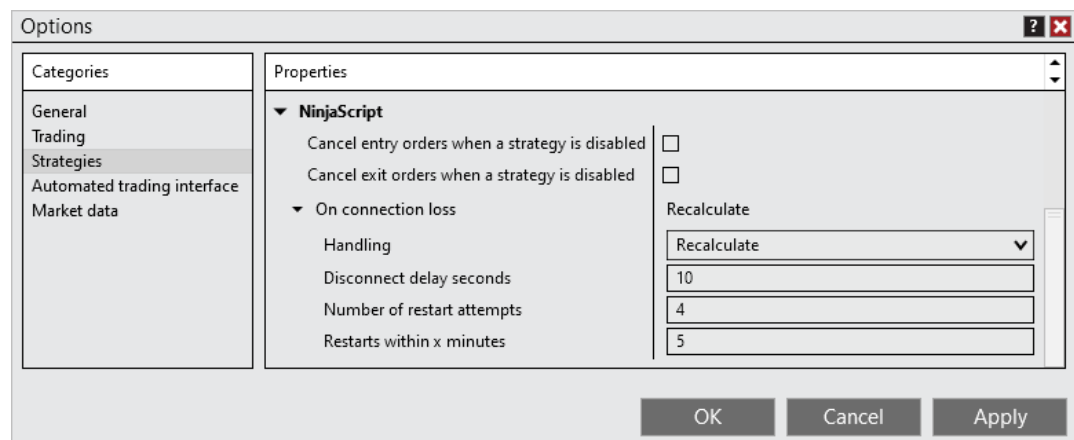 Options
Categories
General
Trading
Strategies
Automated trading interface
Market data
Properties
NinjaScript
Cancel entry orders when a strategy is disabled
Cancel exit orders when a strategy is disabled
On connection loss Recalculate
Handling Recalculate
Disconnect delay seconds 10
Number of restart attempts 4
Restarts within x minutes 5
OK Cancel Apply